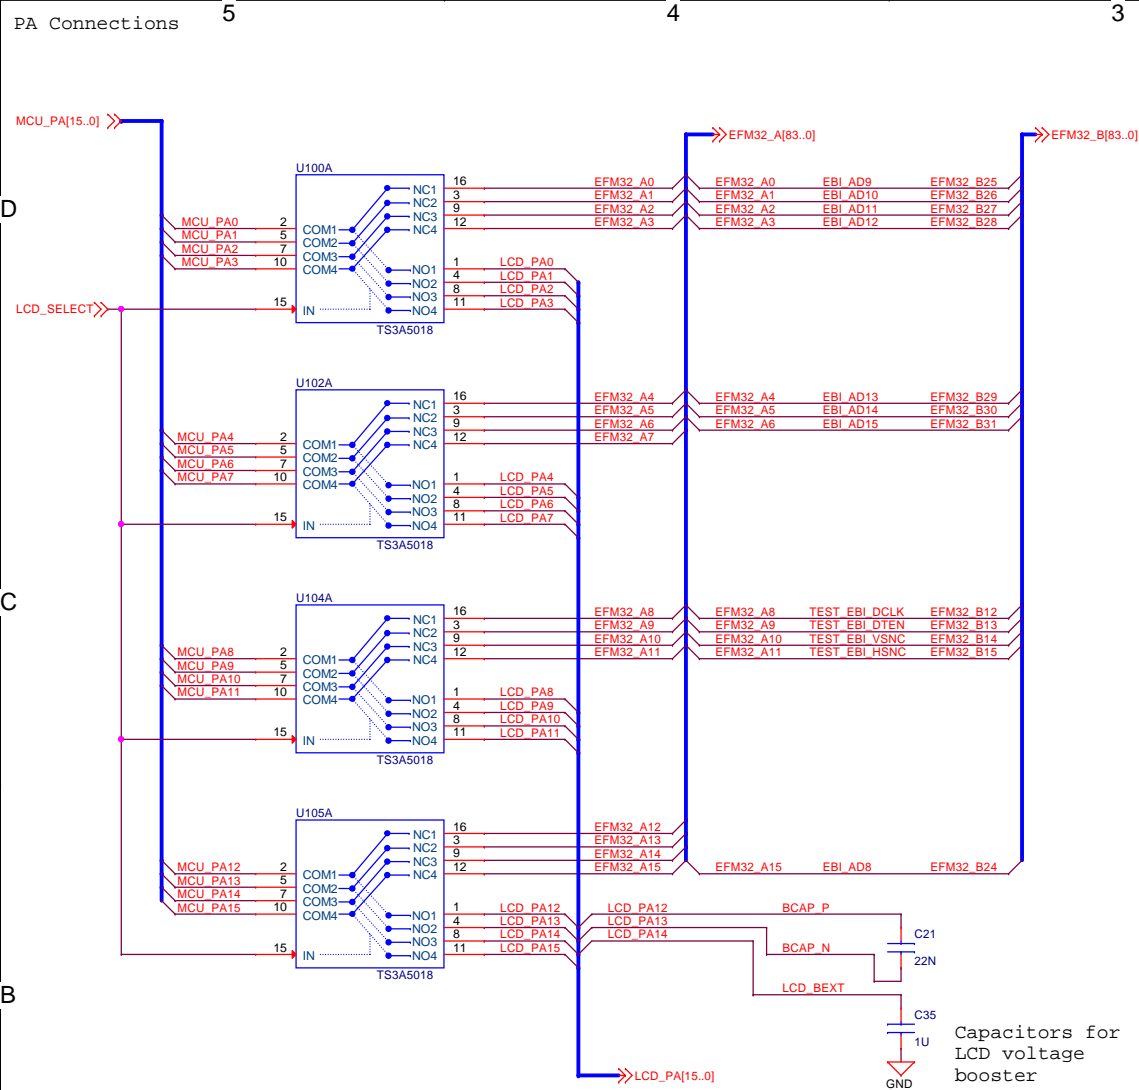 5 4 3
PA Connections
MCU_PA[15..0]
EFM32_A[83..0]
EFM32_B[83..0]
D
U100A
MCU_PA0 2 COM1 NC1 16 EFM32_A0 EFM32_A0 EBI_AD9 EFM32_B25
MCU_PA1 5 COM2 NC2 3 EFM32_A1 EFM32_A1 EBI_AD10 EFM32_B26
MCU_PA2 7 COM3 NC3 9 EFM32_A2 EFM32_A2 EBI_AD11 EFM32_B27
MCU_PA3 10 COM4 NC4 12 EFM32_A3 EFM32_A3 EBI_AD12 EFM32_B28
NO1 1 LCD_PA0
NO2 4 LCD_PA1
NO3 8 LCD_PA2
LCD_SELECT 15 IN NO4 11 LCD_PA3
TS3A5018
U102A
MCU_PA4 2 COM1 NC1 16 EFM32_A4 EFM32_A4 EBI_AD13 EFM32_B29
MCU_PA5 5 COM2 NC2 3 EFM32_A5 EFM32_A5 EBI_AD14 EFM32_B30
MCU_PA6 7 COM3 NC3 9 EFM32_A6 EFM32_A6 EBI_AD15 EFM32_B31
MCU_PA7 10 COM4 NC4 12 EFM32_A7
NO1 1 LCD_PA4
NO2 4 LCD_PA5
NO3 8 LCD_PA6
15 IN NO4 11 LCD_PA7
TS3A5018
C
U104A
MCU_PA8 2 COM1 NC1 16 EFM32_A8 EFM32_A8 TEST_EBI_DCLK EFM32_B12
MCU_PA9 5 COM2 NC2 3 EFM32_A9 EFM32_A9 TEST_EBI_DTEN EFM32_B13
MCU_PA10 7 COM3 NC3 9 EFM32_A10 EFM32_A10 TEST_EBI_VSNC EFM32_B14
MCU_PA11 10 COM4 NC4 12 EFM32_A11 EFM32_A11 TEST_EBI_HSNC EFM32_B15
NO1 1 LCD_PA8
NO2 4 LCD_PA9
NO3 8 LCD_PA10
15 IN NO4 11 LCD_PA11
TS3A5018
U105A
MCU_PA12 2 COM1 NC1 16 EFM32_A12
MCU_PA13 5 COM2 NC2 3 EFM32_A13
MCU_PA14 7 COM3 NC3 9 EFM32_A14
MCU_PA15 10 COM4 NC4 12 EFM32_A15 EFM32_A15 EBI_AD8 EFM32_B24
NO1 1 LCD_PA12 LCD_PA12 BCAP_P
NO2 4 LCD_PA13 LCD_PA13
NO3 8 LCD_PA14 LCD_PA14
15 IN NO4 11 LCD_PA15 BCAP_N
TS3A5018
C21
22N
B
LCD_BEXT
C35
1U
GND
Capacitors for
LCD voltage
booster
LCD_PA[15..0]